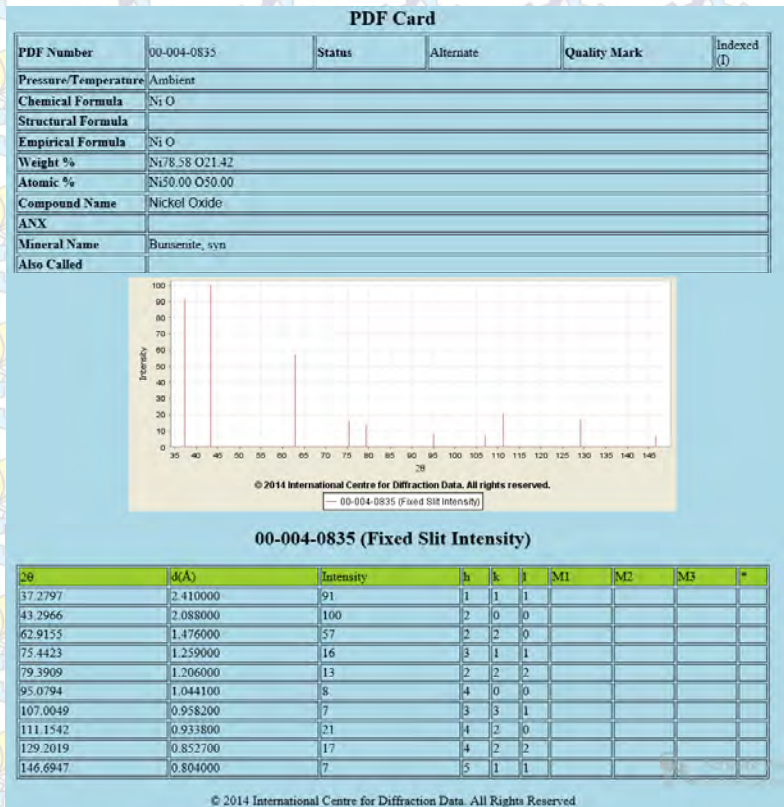 PDF Card
PDF Number 00-004-0835 Status Alternate Quality Mark Indexed (I)
Pressure/Temperature Ambient
Chemical Formula Ni O
Structural Formula
Empirical Formula Ni O
Weight % Ni78.58 O21.42
Atomic % Ni50.00 O50.00
Compound Name Nickel Oxide
ANX
Mineral Name Bunsenite, syn
Also Called
100
90
80
70
60
50
40
30
20
10
0
Intensity
35 40 45 50 55 60 65 70 75 80 85 90 95 100 105 110 115 120 125 130 135 140 145
2θ
© 2014 International Centre for Diffraction Data. All rights reserved.
— 00-004-0835 (Fixed Slit Intensity)
00-004-0835 (Fixed Slit Intensity)
2θ d(Å) Intensity h k l M1 M2 M3 *
37.2797 2.410000 91 1 1 1
43.2966 2.088000 100 2 0 0
62.9155 1.476000 57 2 2 0
75.4423 1.259000 16 3 1 1
79.3909 1.206000 13 2 2 2
95.0794 1.044100 8 4 0 0
107.0049 0.958200 7 3 3 1
111.1542 0.933800 21 4 2 0
129.2019 0.852700 17 4 2 2
146.6947 0.804000 7 5 1 1
© 2014 International Centre for Diffraction Data. All Rights Reserved